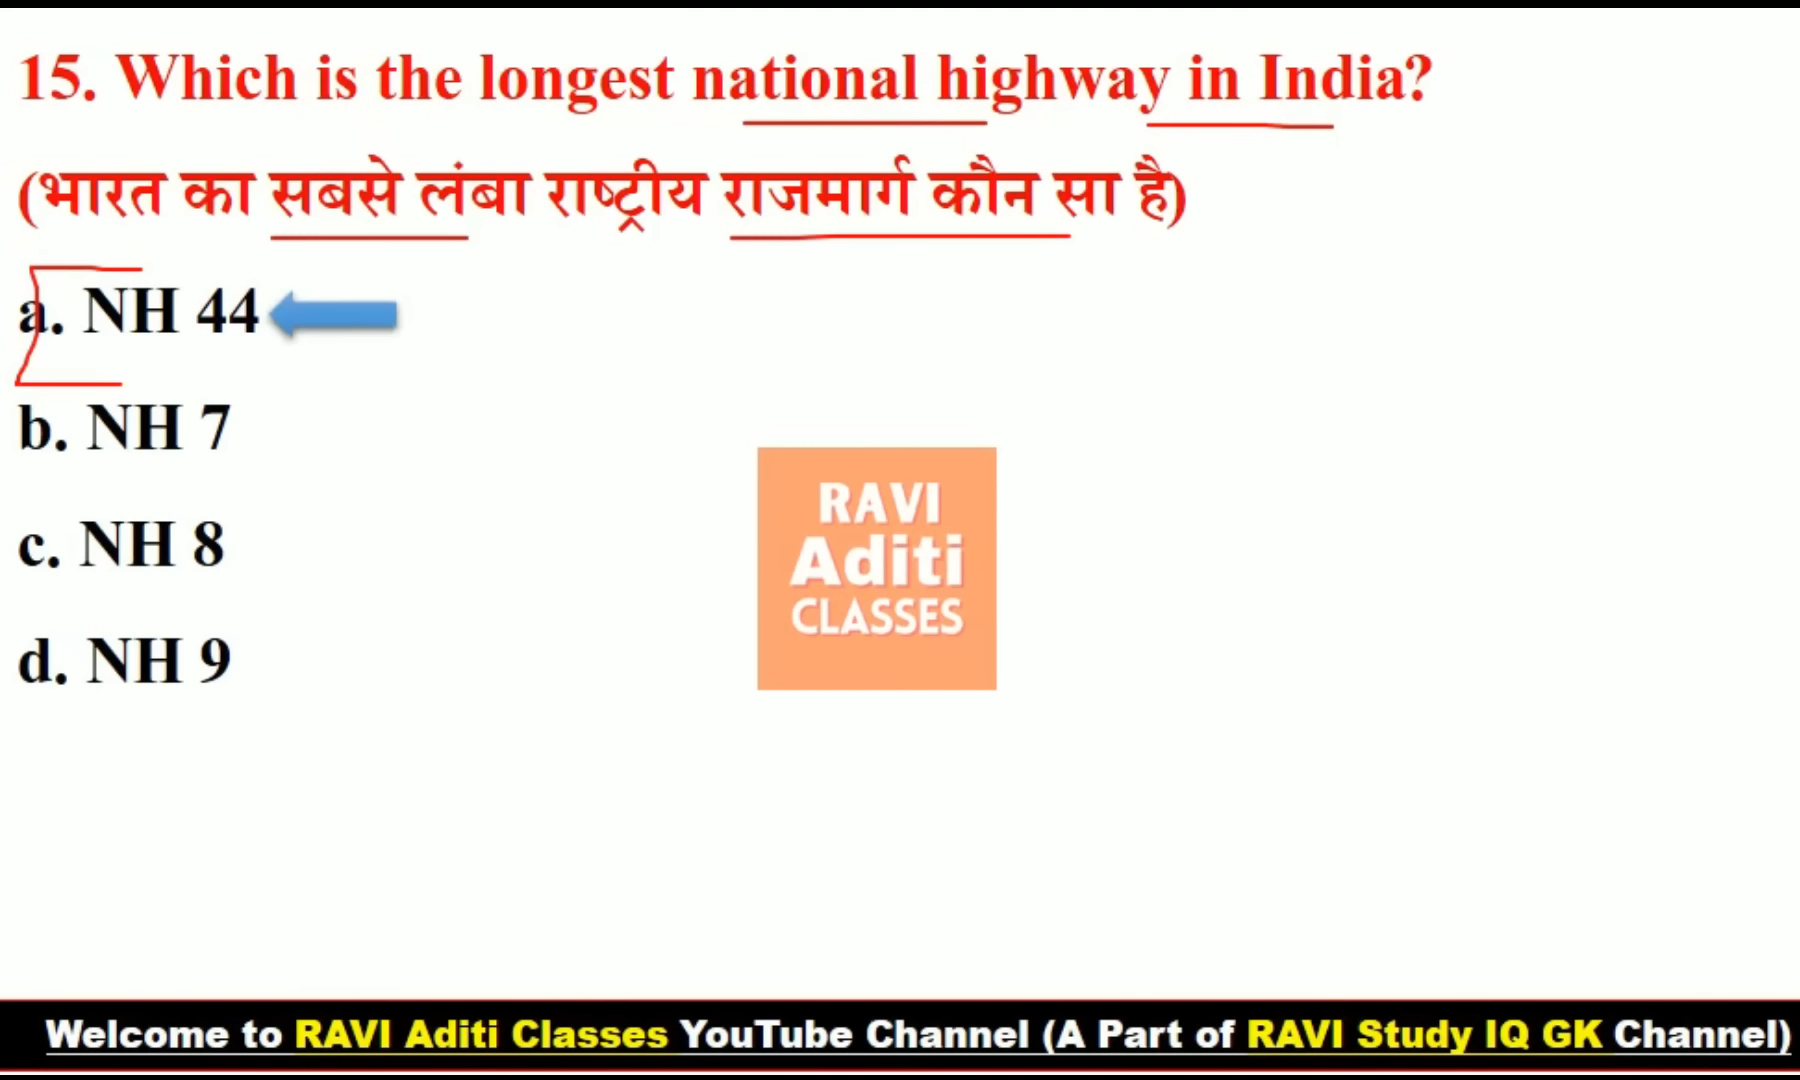 15. Which is the longest national highway in India?
(भारत का सबसे लंबा राष्ट्रीय राजमार्ग कौन सा है)
a. NH 44
b. NH 7
c. NH 8
d. NH 9
RAVI
Aditi
CLASSES
Welcome to RAVI Aditi Classes YouTube Channel (A Part of RAVI Study IQ GK Channel)